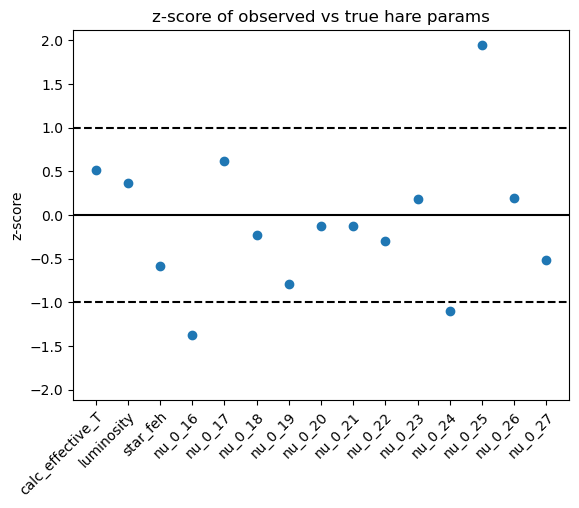 z-score of observed vs true hare params
2.0
1.5
1.0
0.5
0.0
−0.5
−1.0
−1.5
−2.0
z-score
calc_effective_T
luminosity
star_feh
nu_0_16
nu_0_17
nu_0_18
nu_0_19
nu_0_20
nu_0_21
nu_0_22
nu_0_23
nu_0_24
nu_0_25
nu_0_26
nu_0_27